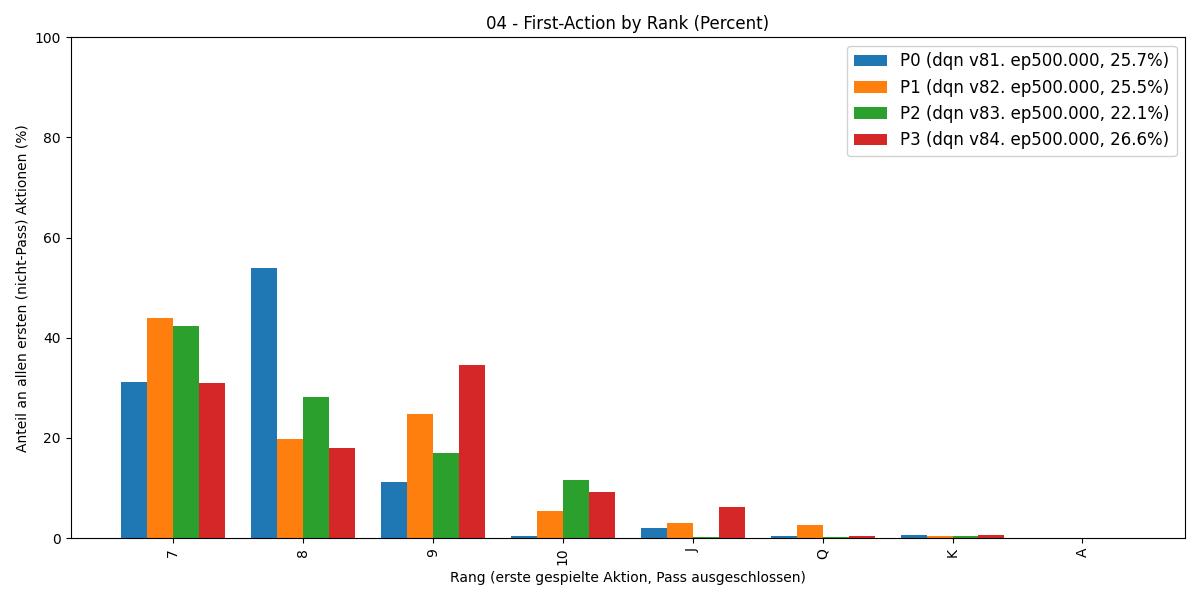 04 - First-Action by Rank (Percent)
Anteil an allen ersten (nicht-Pass) Aktionen (%)
100
80
60
40
20
0
P0 (dqn v81. ep500.000, 25.7%)
P1 (dqn v82. ep500.000, 25.5%)
P2 (dqn v83. ep500.000, 22.1%)
P3 (dqn v84. ep500.000, 26.6%)
7
8
9
10
J
Q
K
A
Rang (erste gespielte Aktion, Pass ausgeschlossen)